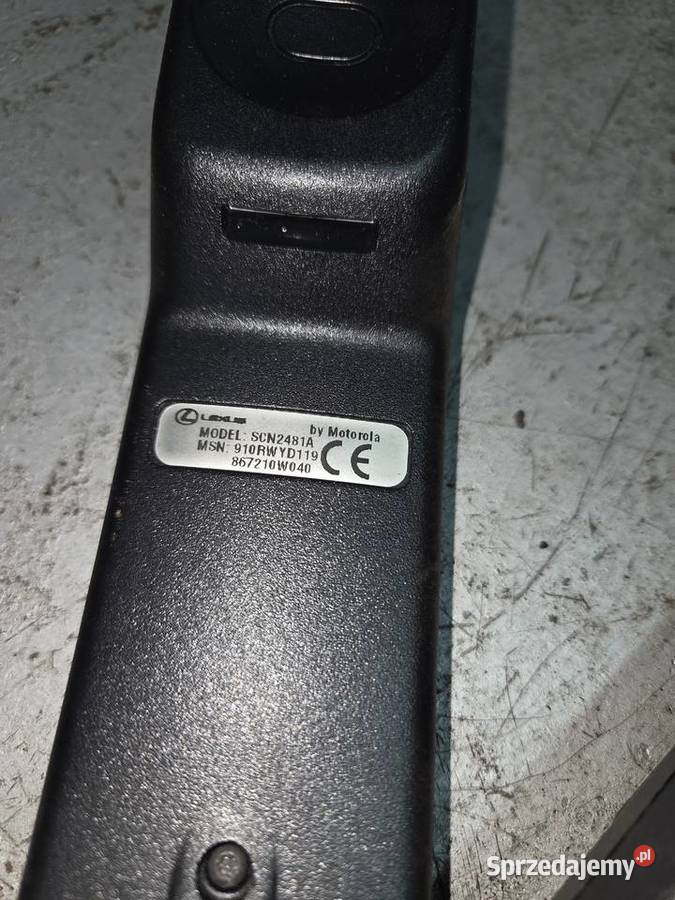 LEXUS
by Motorola
MODEL: SCN2481A
MSN: 910RWYD119
867210W040
CE
Sprzedajemy.pl